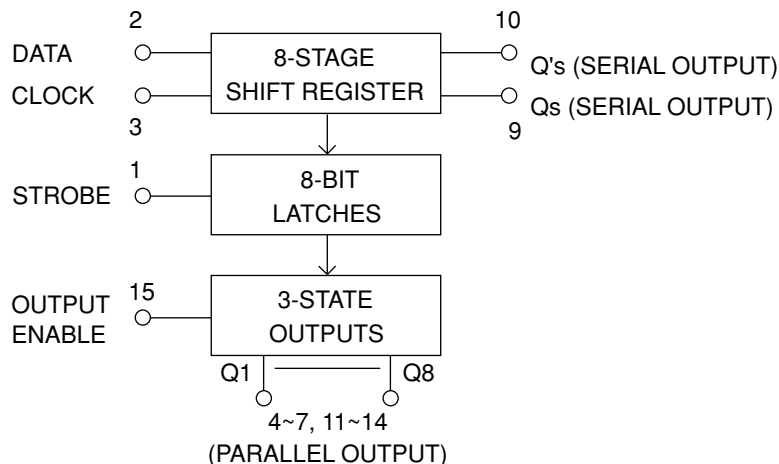 2
10
DATA
8-STAGE
SHIFT REGISTER
Q's (SERIAL OUTPUT)
CLOCK
Qs (SERIAL OUTPUT)
3
9
1
STROBE
8-BIT
LATCHES
15
OUTPUT
ENABLE
3-STATE
OUTPUTS
Q1
Q8
4~7, 11~14
(PARALLEL OUTPUT)